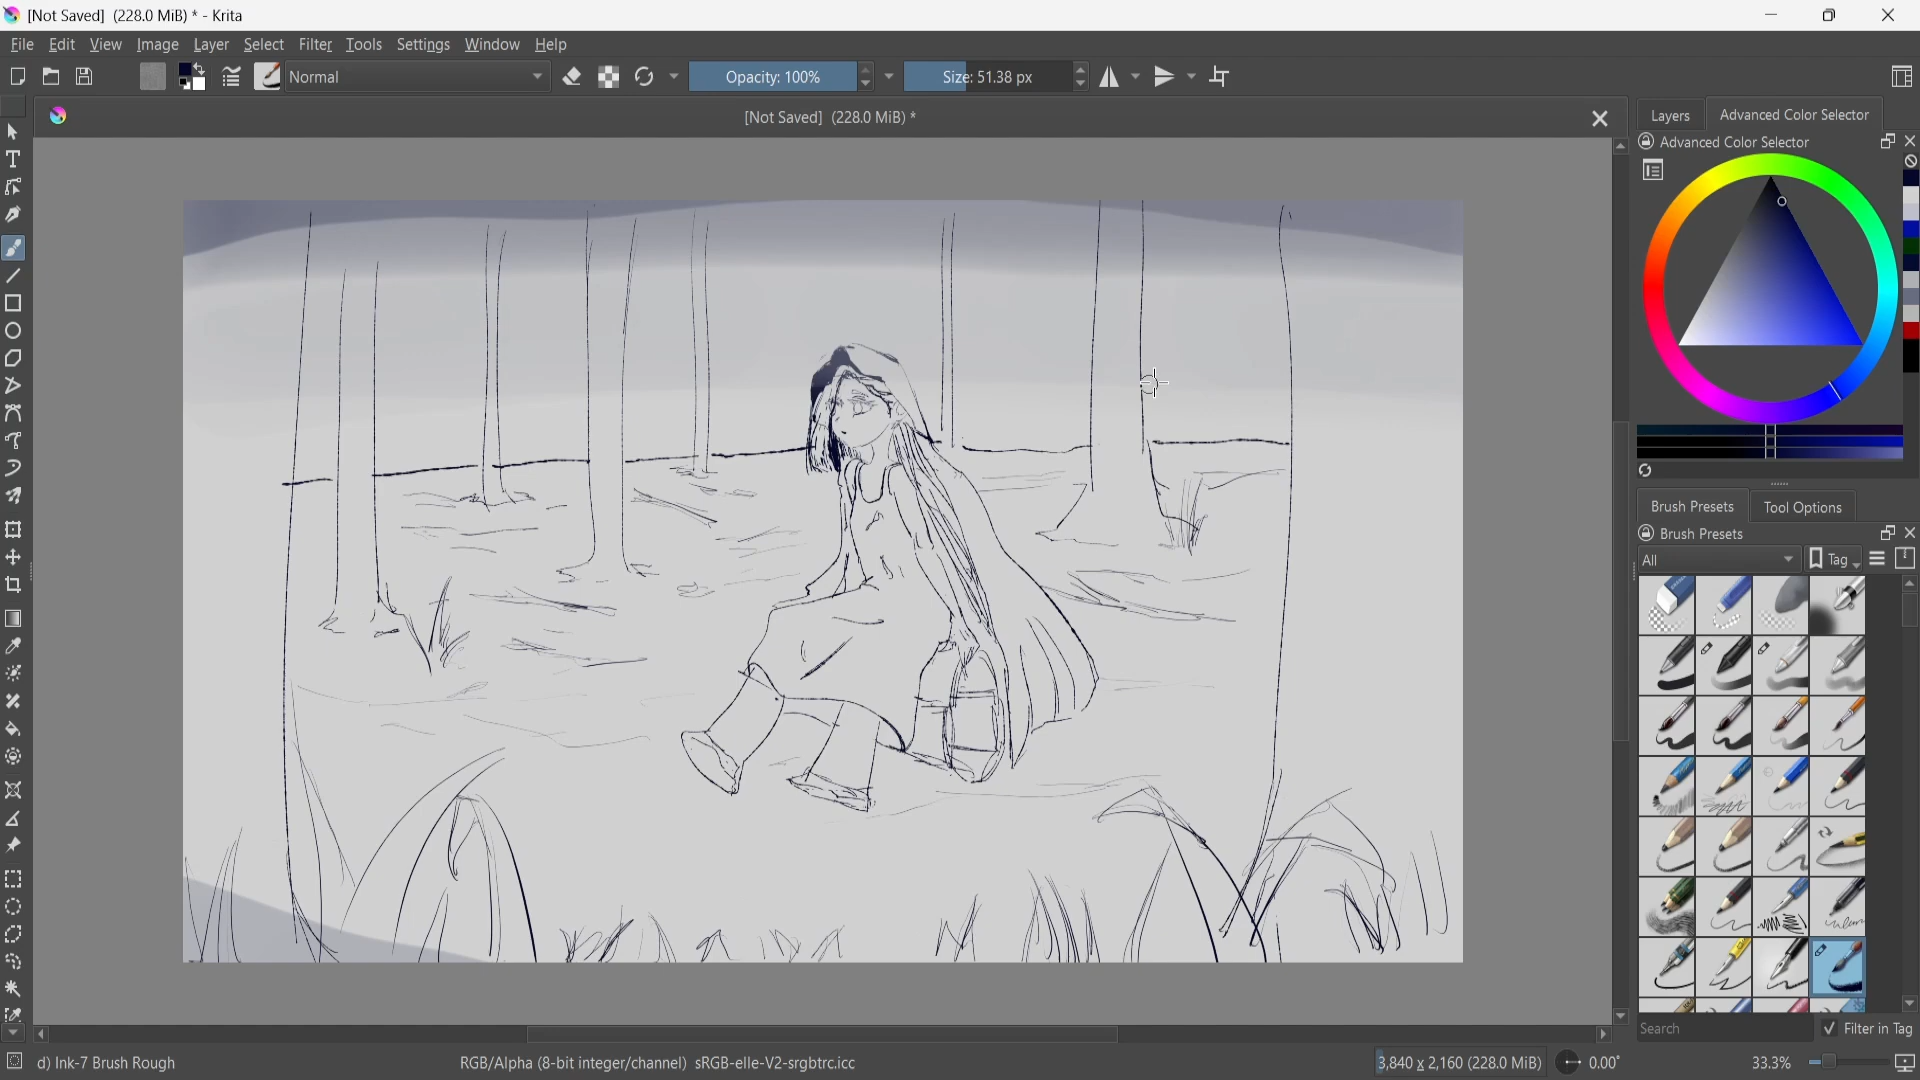 [Not Saved]  (228.0 MiB) * - Krita
File Edit View Image Layer Select Filter Tools Settings Window Help
Normal Opacity: 100% Size: 51.38 px
[Not Saved]  (228.0 MiB) *
Layers Advanced Color Selector
Advanced Color Selector
Brush Presets Tool Options
Brush Presets
All Tag
Search Filter in Tag
d) Ink-7 Brush Rough RGB/Alpha (8-bit integer/channel)  sRGB-elle-V2-srgbtrc.icc 3,840 x 2,160 (228.0 MiB) 0.00° 33.3%